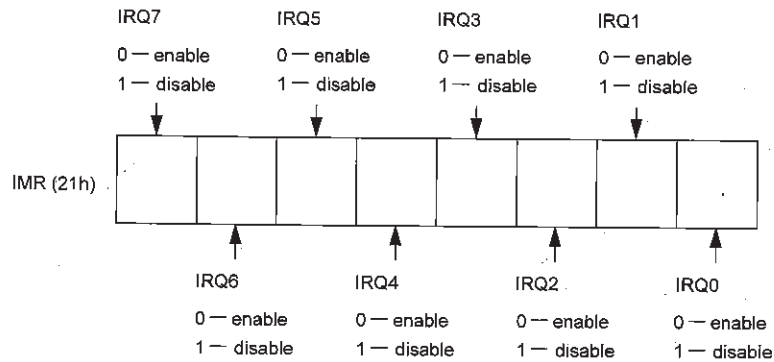 IRQ7 IRQ5 IRQ3 IRQ1
0 — enable 0 — enable 0 — enable 0 — enable
1 — disable 1 — disable 1 — disable 1 — disable
IMR (21h)
IRQ6 IRQ4 IRQ2 IRQ0
0 — enable 0 — enable 0 — enable 0 — enable
1 — disable 1 — disable 1 — disable 1 — disable